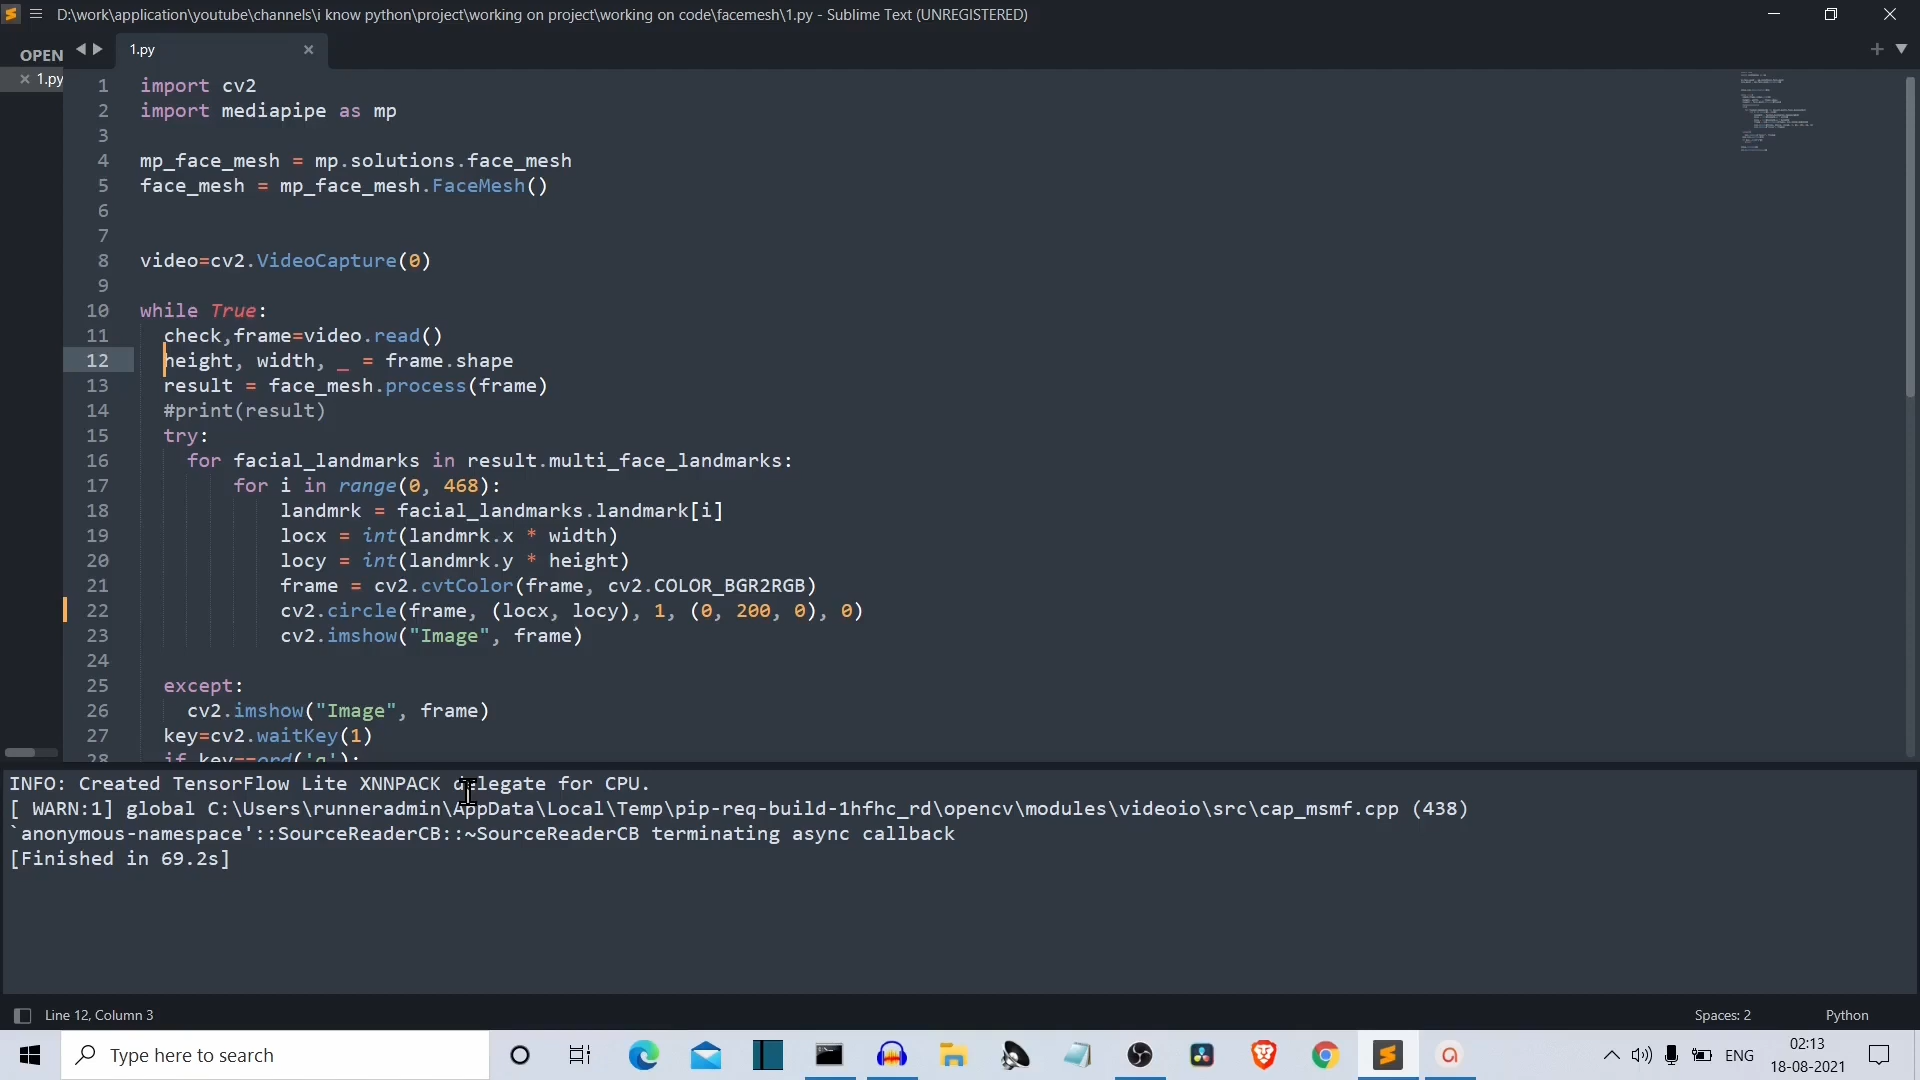 D:\work\application\youtube\channels\i know python\project\working on project\working on code\facemesh\1.py - Sublime Text (UNREGISTERED)
OPEN
1.py
1.py
1 import cv2
2 import mediapipe as mp
3
4 mp_face_mesh = mp.solutions.face_mesh
5 face_mesh = mp_face_mesh.FaceMesh()
6
7
8 video=cv2.VideoCapture(0)
9
10 while True:
11 check,frame=video.read()
12 height, width, _ = frame.shape
13 result = face_mesh.process(frame)
14 #print(result)
15 try:
16 for facial_landmarks in result.multi_face_landmarks:
17 for i in range(0, 468):
18 landmrk = facial_landmarks.landmark[i]
19 locx = int(landmrk.x * width)
20 locy = int(landmrk.y * height)
21 frame = cv2.cvtColor(frame, cv2.COLOR_BGR2RGB)
22 cv2.circle(frame, (locx, locy), 1, (0, 200, 0), 0)
23 cv2.imshow("Image", frame)
24
25 except:
26 cv2.imshow("Image", frame)
27 key=cv2.waitKey(1)
28 if key==ord('q'):
INFO: Created TensorFlow Lite XNNPACK delegate for CPU.
[ WARN:1] global C:\Users\runneradmin\AppData\Local\Temp\pip-req-build-1hfhc_rd\opencv\modules\videoio\src\cap_msmf.cpp (438)
`anonymous-namespace'::SourceReaderCB::~SourceReaderCB terminating async callback
[Finished in 69.2s]
Line 12, Column 3
Spaces: 2
Python
Type here to search
ENG
02:13
18-08-2021